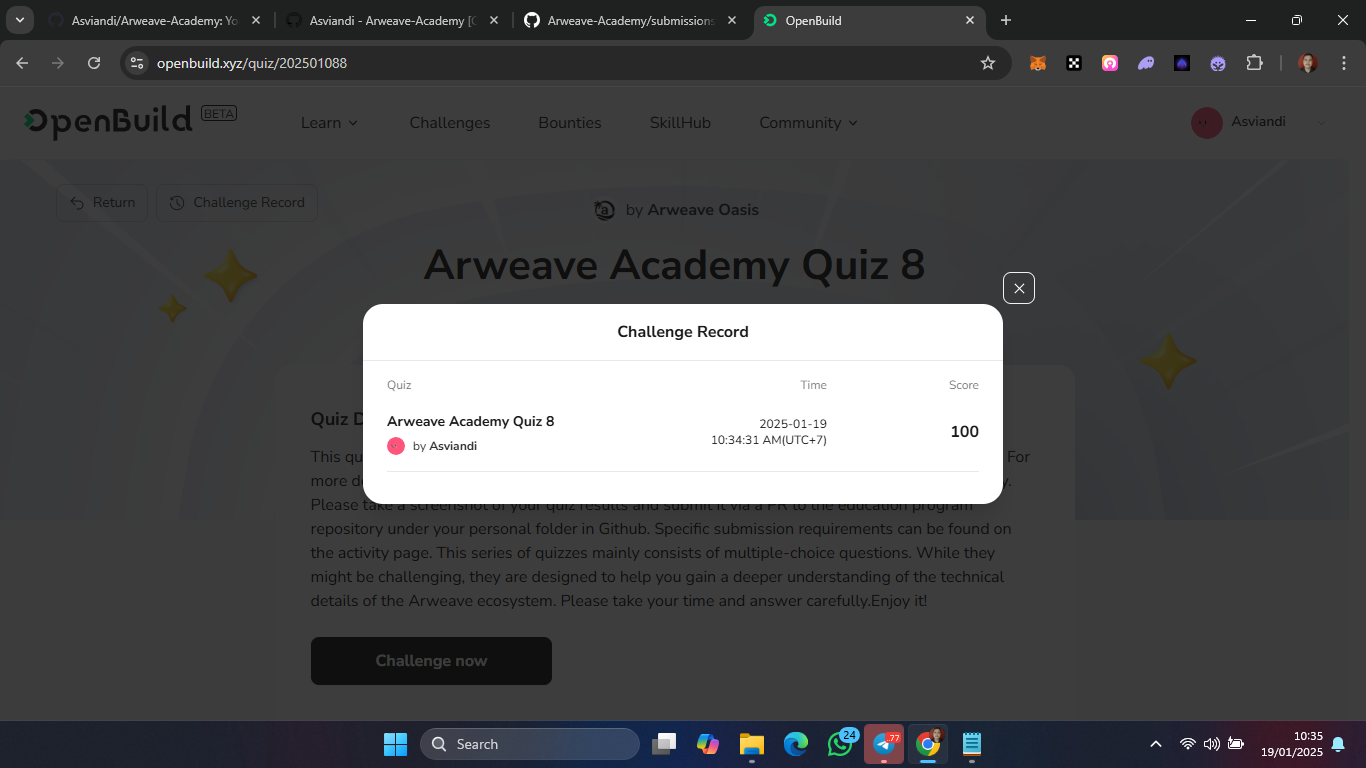 Asviandi/Arweave-Academy: Yo
Asviandi - Arweave-Academy [C
Arweave-Academy/submissions
OpenBuild
openbuild.xyz/quiz/202501088
OpenBuild BETA
Learn
Challenges
Bounties
SkillHub
Community
Asviandi
Return
Challenge Record
by Arweave Oasis
Arweave Academy Quiz 8
Challenge Record
Quiz Time Score
Arweave Academy Quiz 8
by Asviandi
2025-01-19
10:34:31 AM(UTC+7)
100
Quiz D
This qu For
more d y.
Please take a screenshot of your quiz results and submit it via a PR to the education program
repository under your personal folder in Github. Specific submission requirements can be found on
the activity page. This series of quizzes mainly consists of multiple-choice questions. While they
might be challenging, they are designed to help you gain a deeper understanding of the technical
details of the Arweave ecosystem. Please take your time and answer carefully.Enjoy it!
Challenge now
Search
24
77
10:35
19/01/2025